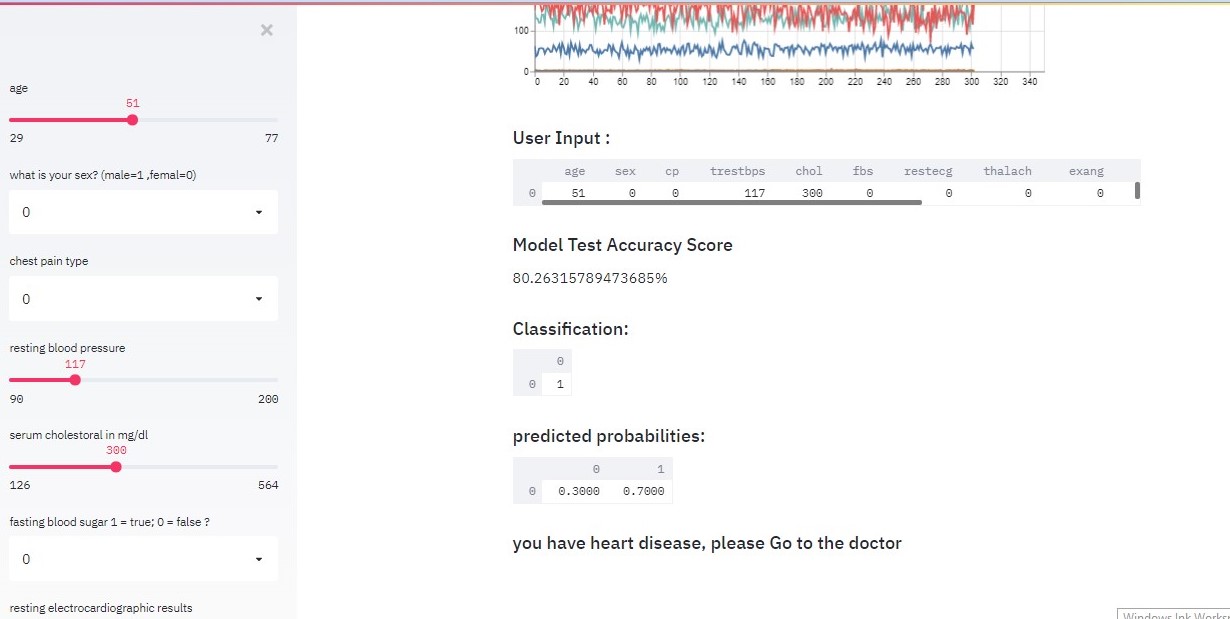 ×
age
51
29 77
what is your sex? (male=1 ,femal=0)
0
chest pain type
0
resting blood pressure
117
90 200
serum cholestoral in mg/dl
300
126 564
fasting blood sugar 1 = true; 0 = false ?
0
resting electrocardiographic results
100
0
0 20 40 60 80 100 120 140 160 180 200 220 240 260 280 300 320 340
User Input :
age sex cp trestbps chol fbs restecg thalach exang
0 51 0 0 117 300 0 0 0 0
Model Test Accuracy Score
80.26315789473685%
Classification:
0
0 1
predicted probabilities:
0 1
0 0.3000 0.7000
you have heart disease, please Go to the doctor
Windows Ink